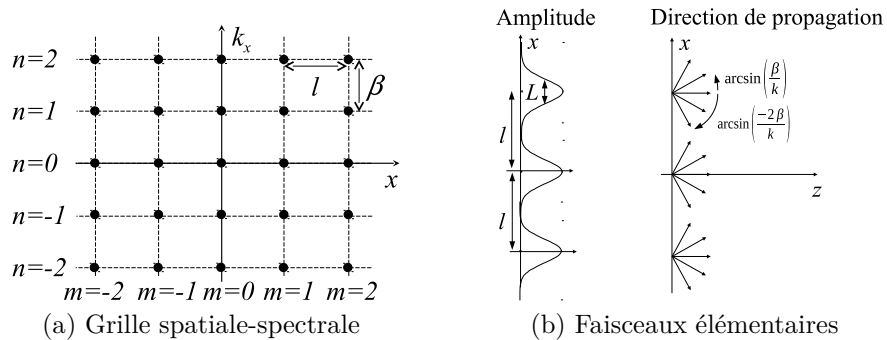 k_x
n=2
l
β
n=1
n=0
x
n=-1
n=-2
m=-2 m=-1 m=0 m=1 m=2
(a) Grille spatiale-spectrale
Amplitude
x
L
l
l
Direction de propagation
x
arcsin(β/k)
arcsin(-2β/k)
z
(b) Faisceaux élémentaires